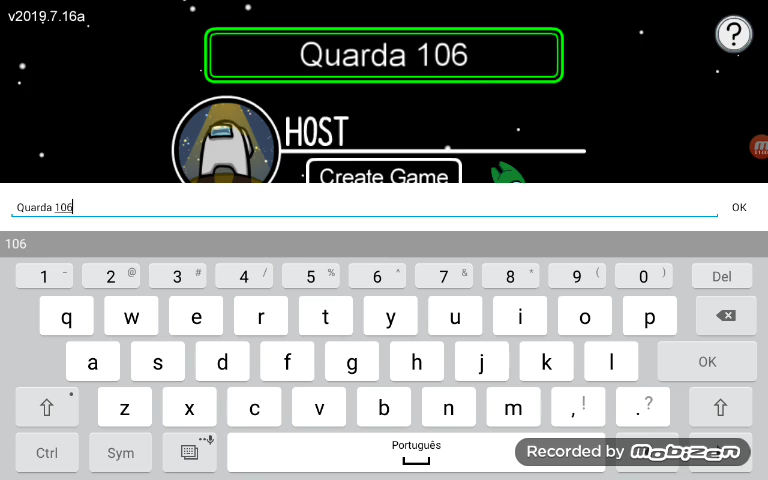 v2019.7.16a
?
Quarda 106
HOST
Create Game
Quarda 106
OK
106
1 - 2 @ 3 # 4 / 5 % 6 ^ 7 & 8 * 9 ( 0 ) Del
q w e r t y u i o p
a s d f g h j k l OK
z x c v b n m , ! . ?
Ctrl Sym Português
Recorded by mobizen